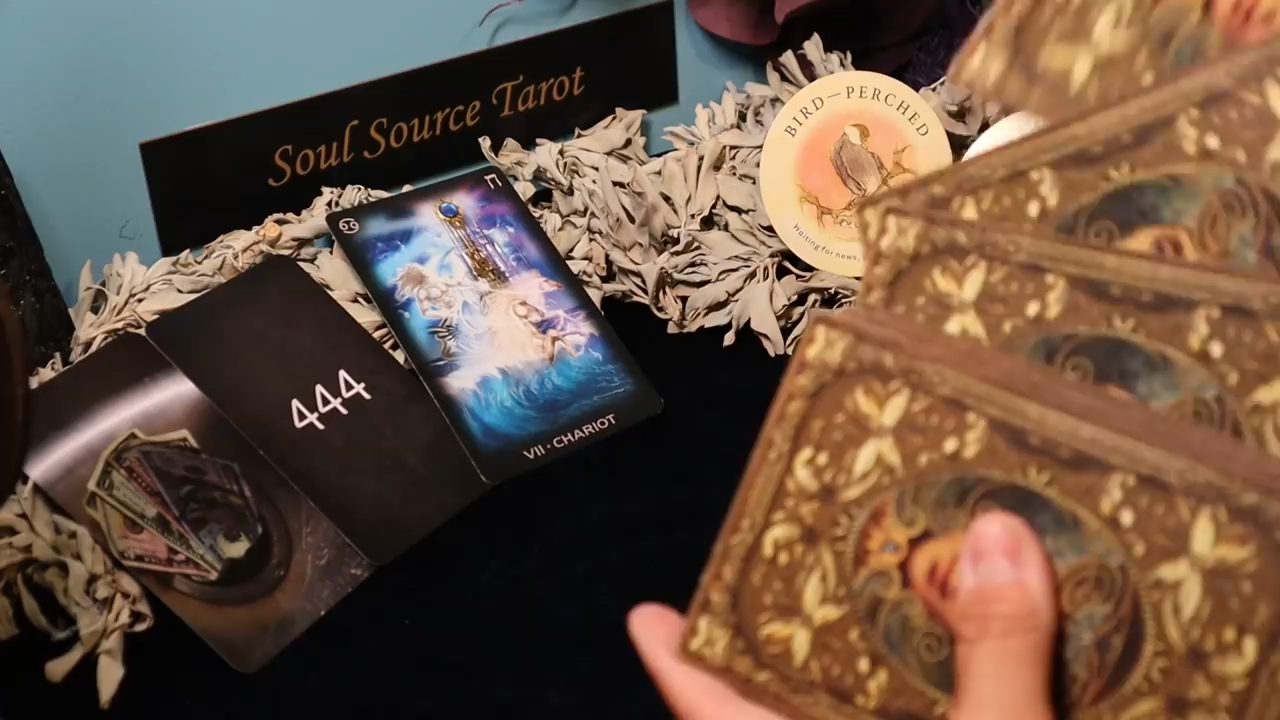 Soul Source Tarot
BIRD—PERCHED
Waiting for news.
444
ח
VII · CHARIOT